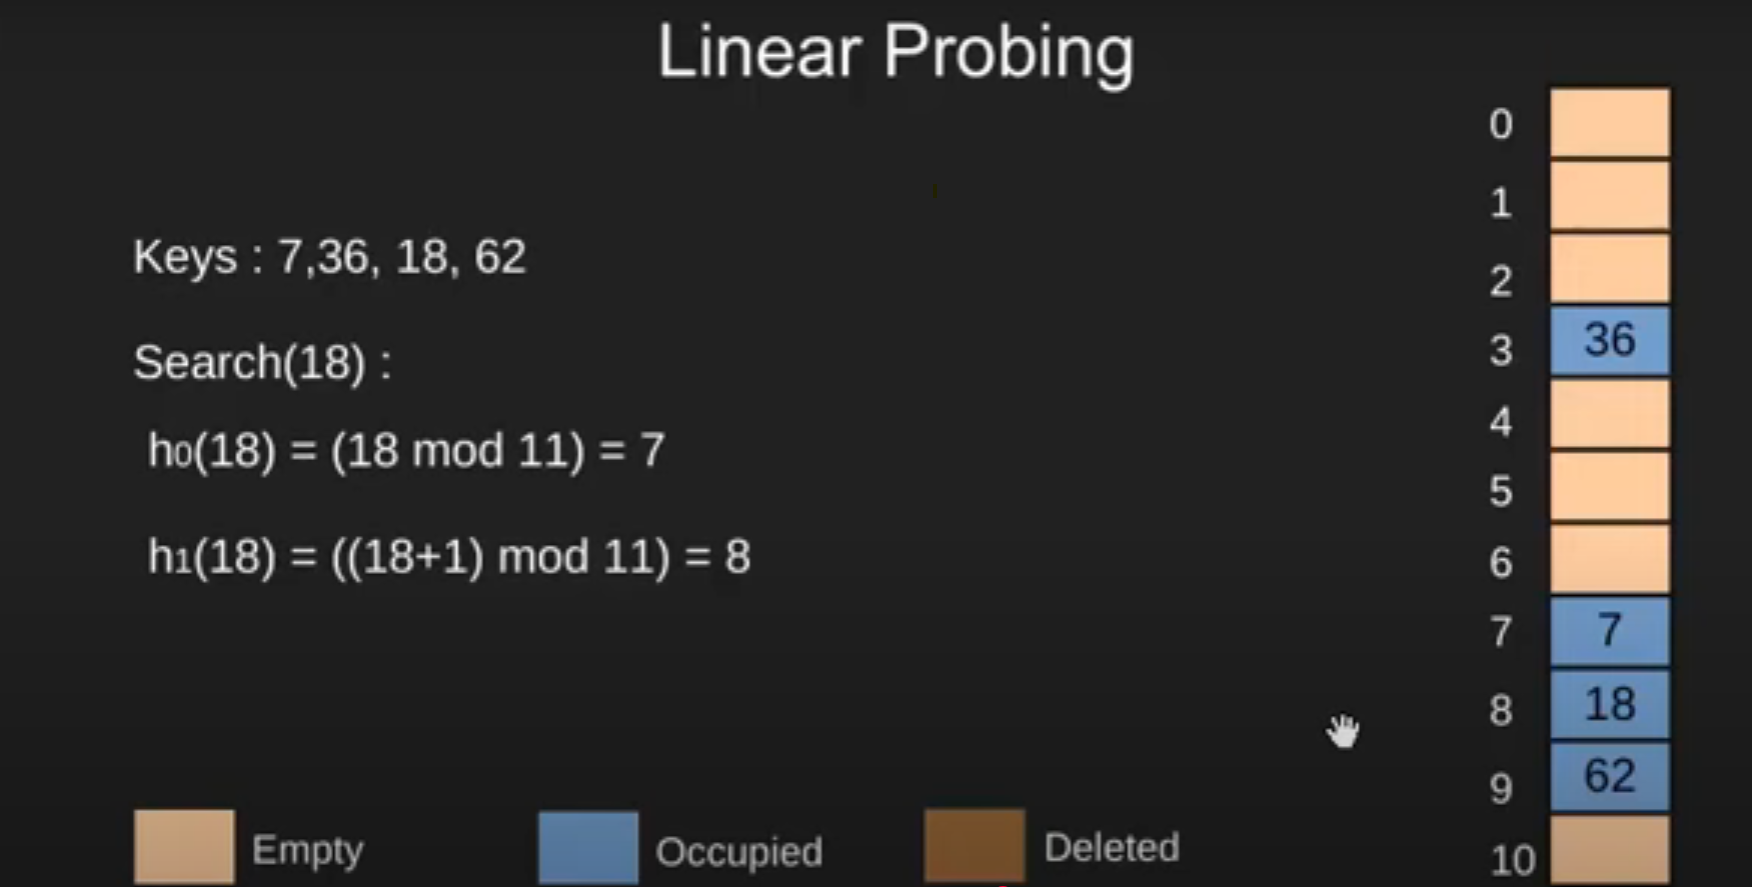 Linear Probing
Keys : 7,36, 18, 62
Search(18) :
h0(18) = (18 mod 11) = 7
h1(18) = ((18+1) mod 11) = 8
0
1
2
3 36
4
5
6
7 7
8 18
9 62
10
Empty Occupied Deleted